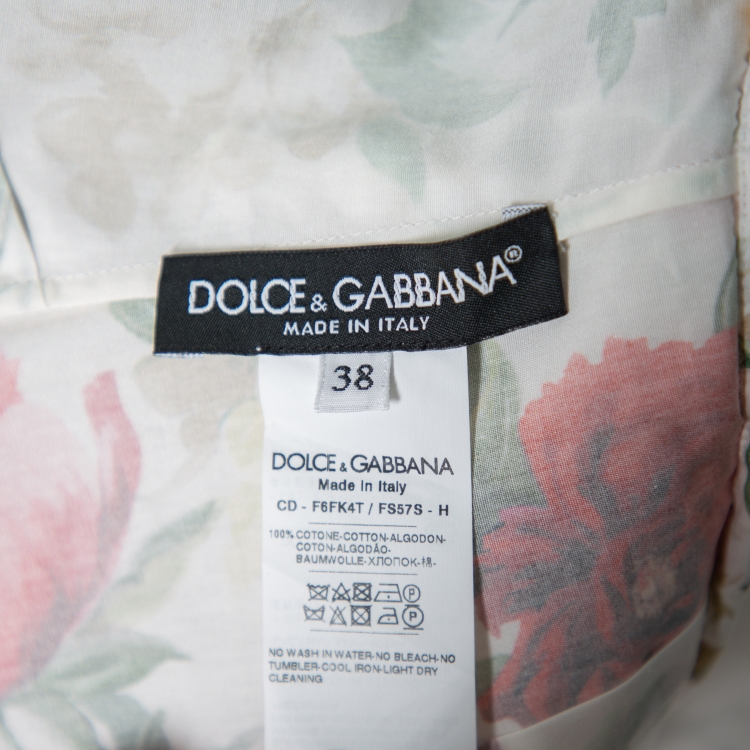 DOLCE & GABBANA®
MADE IN ITALY
38
DOLCE & GABBANA
Made in Italy
CD - F6FK4T / FS57S - H
100% COTONE-COTTON-ALGODON-
COTON-ALGODÃO-
BAUMWOLLE-ХЛОПОК-棉-
P
P
NO WASH IN WATER-NO BLEACH-NO
TUMBLER-COOL IRON-LIGHT DRY
CLEANING